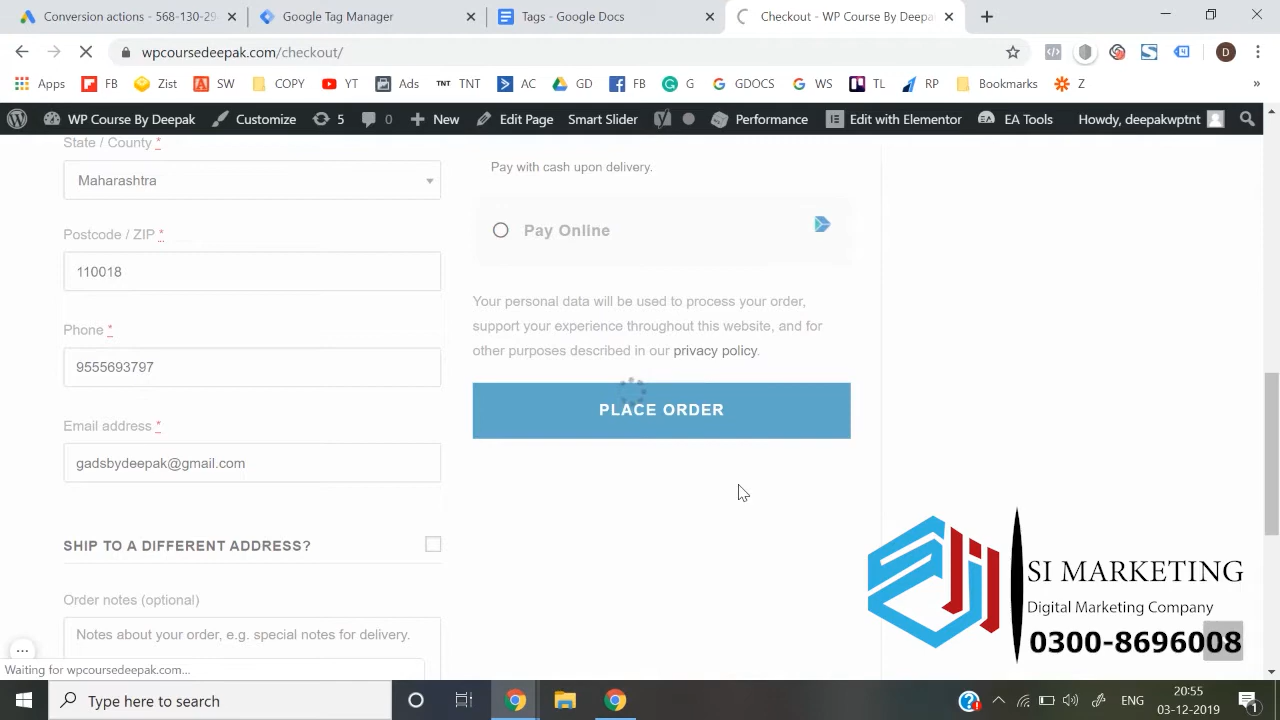 Conversion actions - 568-130-29
Google Tag Manager
Tags - Google Docs
Checkout - WP Course By Deepa
wpcoursedeepak.com/checkout/
Apps
FB
Zist
SW
COPY
YT
Ads
TNT TNT
AC
GD
FB
G
GDOCS
WS
TL
RP
Bookmarks
Z
»
WP Course By Deepak
Customize
5
0
New
Edit Page
Smart Slider
Performance
Edit with Elementor
EA Tools
Howdy, deepakwptnt
State / County *
Maharashtra
Postcode / ZIP *
110018
Phone *
9555693797
Email address *
gadsbydeepak@gmail.com
SHIP TO A DIFFERENT ADDRESS?
Order notes (optional)
Notes about your order, e.g. special notes for delivery.
Pay with cash upon delivery.
Pay Online
Your personal data will be used to process your order,
support your experience throughout this website, and for
other purposes described in our privacy policy.
PLACE ORDER
SI MARKETING
Digital Marketing Company
0300-8696008
Waiting for wpcoursedeepak.com...
Type here to search
ENG
20:55
03-12-2019
1